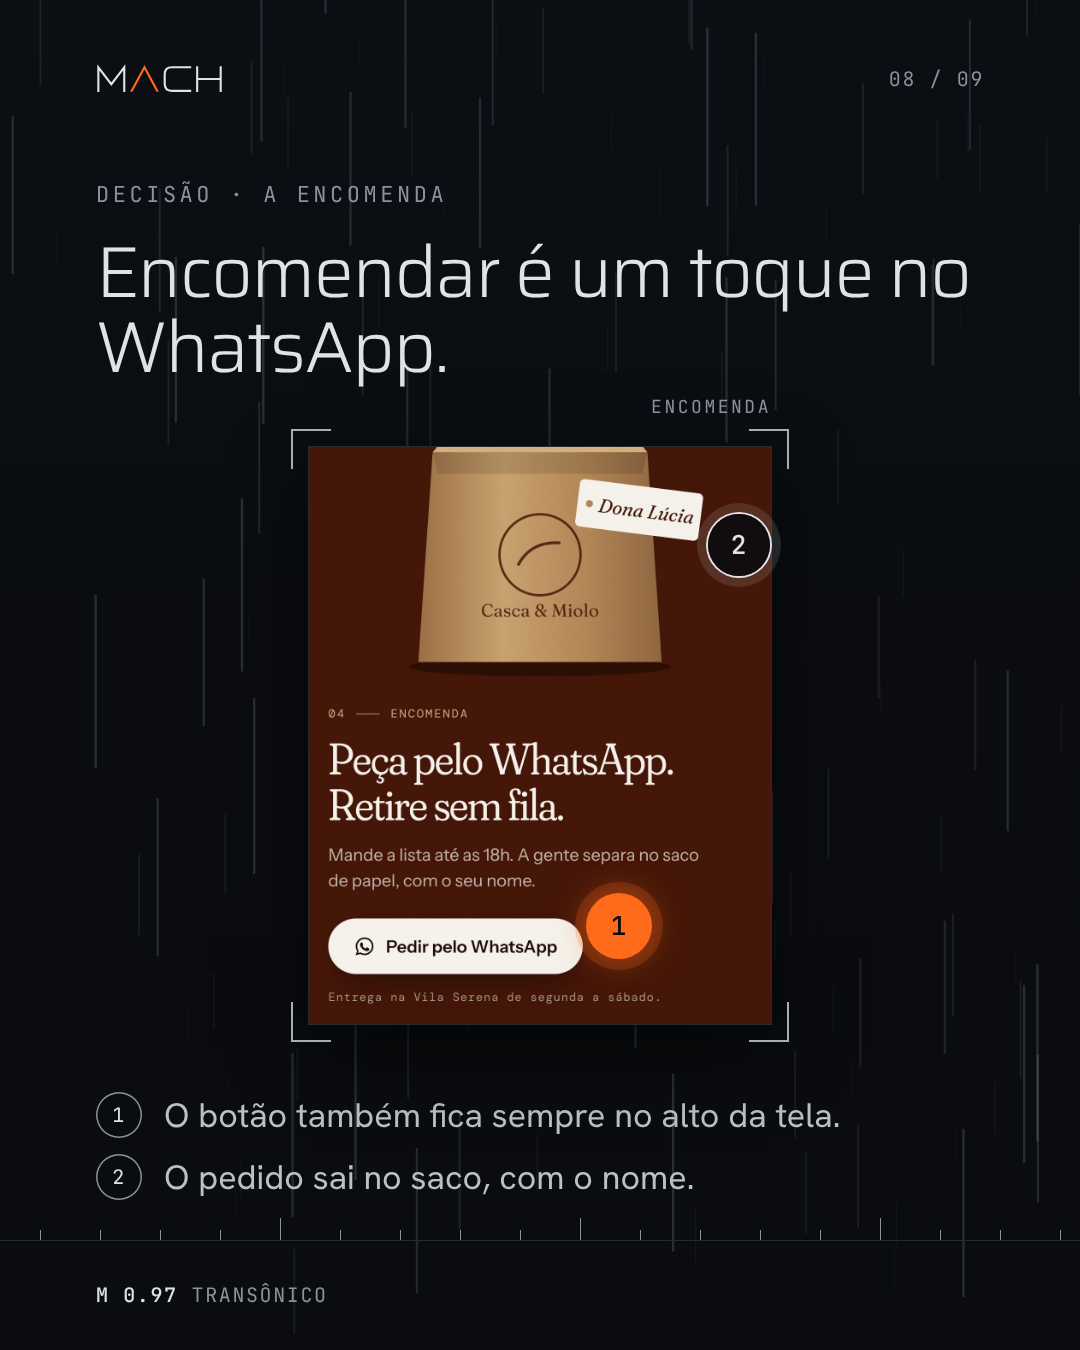 MACH
08 / 09
DECISÃO · A ENCOMENDA
Encomendar é um toque no
WhatsApp.
ENCOMENDA
Dona Lúcia
2
Casca & Miolo
04 — ENCOMENDA
Peça pelo WhatsApp.
Retire sem fila.
Mande a lista até as 18h. A gente separa no saco
de papel, com o seu nome.
1
Pedir pelo WhatsApp
Entrega na Vila Serena de segunda a sábado.
1 O botão também fica sempre no alto da tela.
2 O pedido sai no saco, com o nome.
M 0.97 TRANSÔNICO